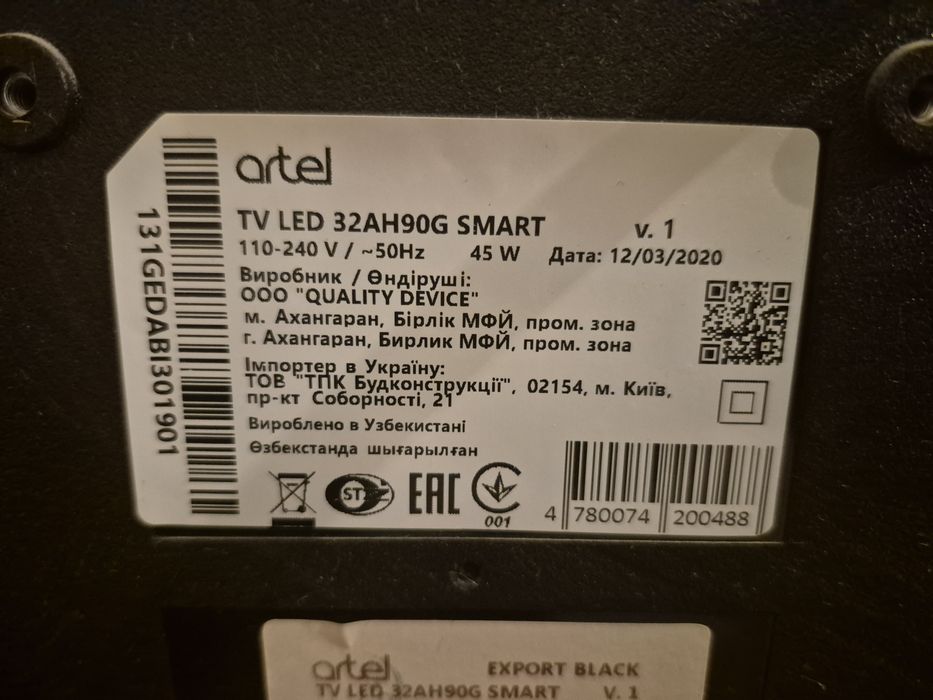 artel
TV LED 32AH90G SMART v. 1
110-240 V / ~50Hz 45 W Дата: 12/03/2020
Виробник / Өндіруші:
ООО "QUALITY DEVICE"
м. Ахангаран, Бірлік МФЙ, пром. зона
г. Ахангаран, Бирлик МФЙ, пром. зона
Імпортер в Україну:
ТОВ "ТПК Будконструкції", 02154, м. Київ,
пр-кт Соборності, 21
Вироблено в Узбекистані
Өзбекстанда шығарылған
131GEDABI301901
ST
EAC
001
4 780074 200488
artel EXPORT BLACK
TV LED 32AH90G SMART V. 1